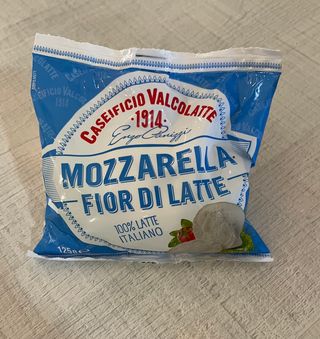 CASEIFICIO VALCOLATTE
·1914·
MOZZARELLA
FIOR DI LATTE
100% LATTE
ITALIANO
125g e